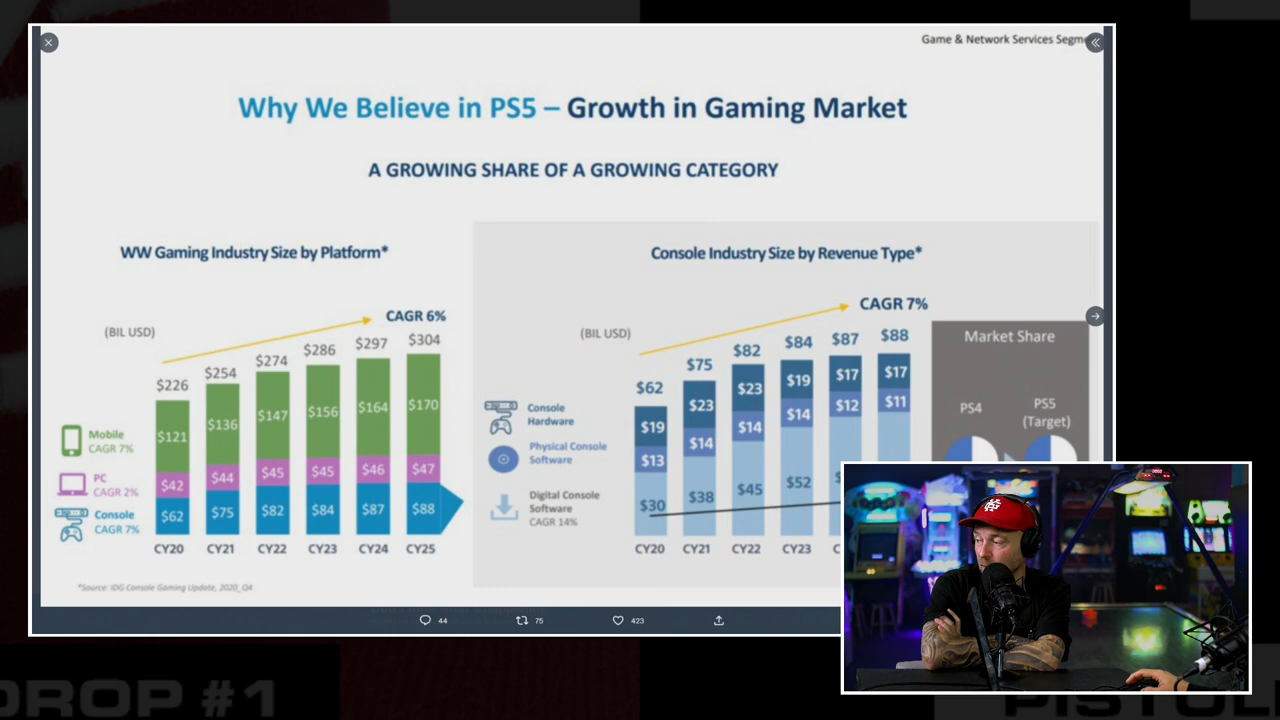 Game & Network Services Segme
Why We Believe in PS5 – Growth in Gaming Market
A GROWING SHARE OF A GROWING CATEGORY
WW Gaming Industry Size by Platform*
(BIL USD)
CAGR 6%
$226
$254
$274
$286
$297
$304
$121
$136
$147
$156
$164
$170
$42
$44
$45
$45
$46
$47
$62
$75
$82
$84
$87
$88
Mobile
CAGR 7%
PC
CAGR 2%
Console
CAGR 7%
CY20
CY21
CY22
CY23
CY24
CY25
*Source: IDG Console Gaming Update, 2020_Q4
Console Industry Size by Revenue Type*
(BIL USD)
CAGR 7%
$62
$75
$82
$84
$87
$88
$19
$23
$23
$19
$17
$17
$13
$14
$14
$14
$12
$11
$30
$38
$45
$52
$
Console
Hardware
Physical Console
Software
Digital Console
Software
CAGR 14%
CY20
CY21
CY22
CY23
C
Market Share
PS4
PS5
(Target)
44
75
423
DROP #1